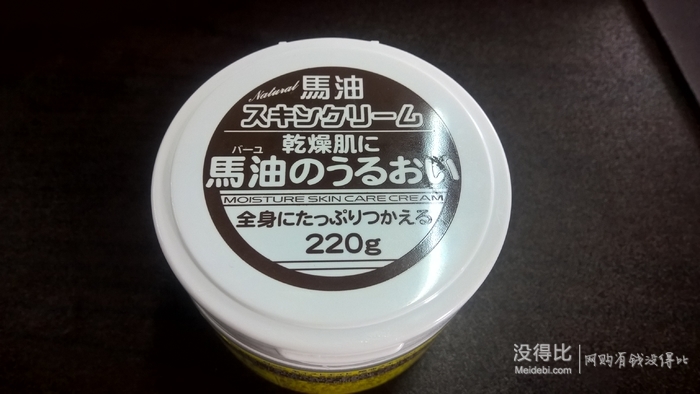 Natural 馬油
スキンクリーム
乾燥肌に
バーユ
馬油のうるおい
MOISTURE SKIN CARE CREAM
全身にたっぷりつかえる
220g
没得比
Meidebi.com
网购有钱没得比